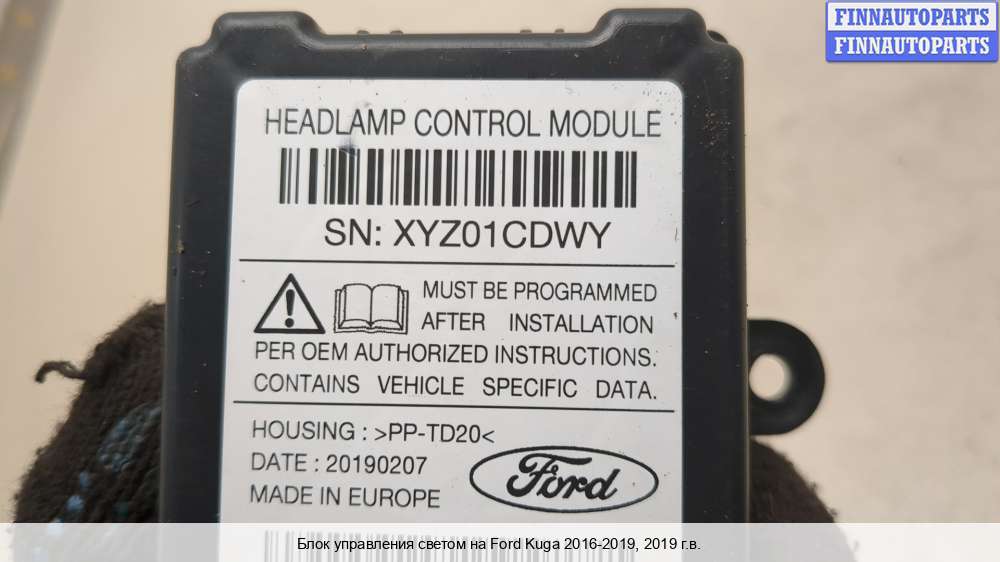 FINNAUTOPARTS
FINNAUTOPARTS
HEADLAMP CONTROL MODULE
SN: XYZ01CDWY
MUST BE PROGRAMMED
AFTER INSTALLATION
PER OEM AUTHORIZED INSTRUCTIONS.
CONTAINS VEHICLE SPECIFIC DATA.
HOUSING : >PP-TD20<
DATE : 20190207
MADE IN EUROPE
Ford
Блок управления светом на Ford Kuga 2016-2019, 2019 г.в.